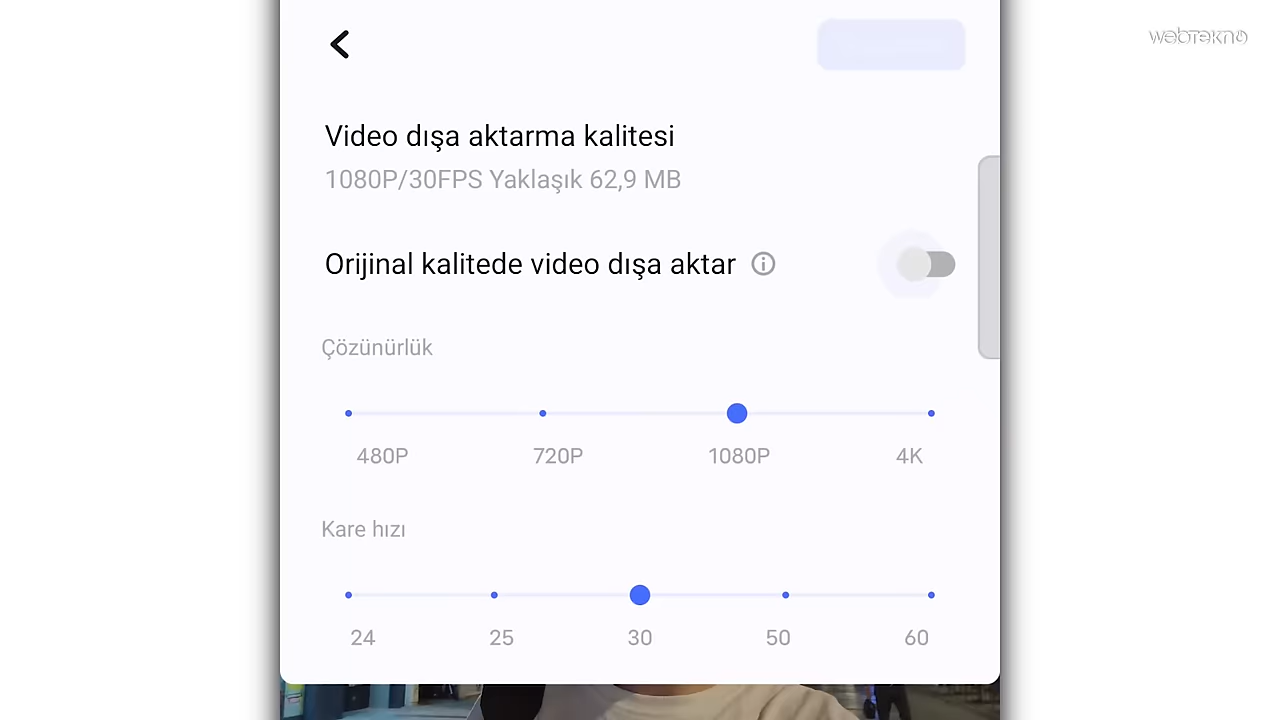 webtekno
Video dışa aktarma kalitesi
1080P/30FPS Yaklaşık 62,9 MB
Orijinal kalitede video dışa aktar
Çözünürlük
480P 720P 1080P 4K
Kare hızı
24 25 30 50 60